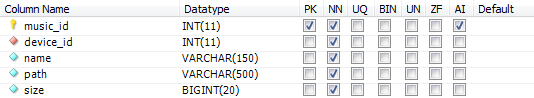 Column Name Datatype PK NN UQ BIN UN ZF AI Default
music_id INT(11)
device_id INT(11)
name VARCHAR(150)
path VARCHAR(500)
size BIGINT(20)